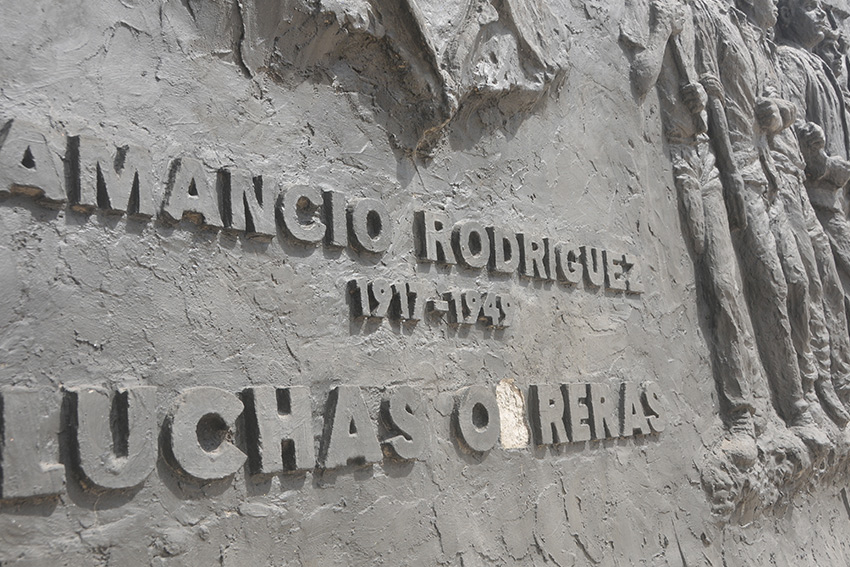 AMANCIO RODRIGUEZ
1917-1949
LUCHAS O RERAS